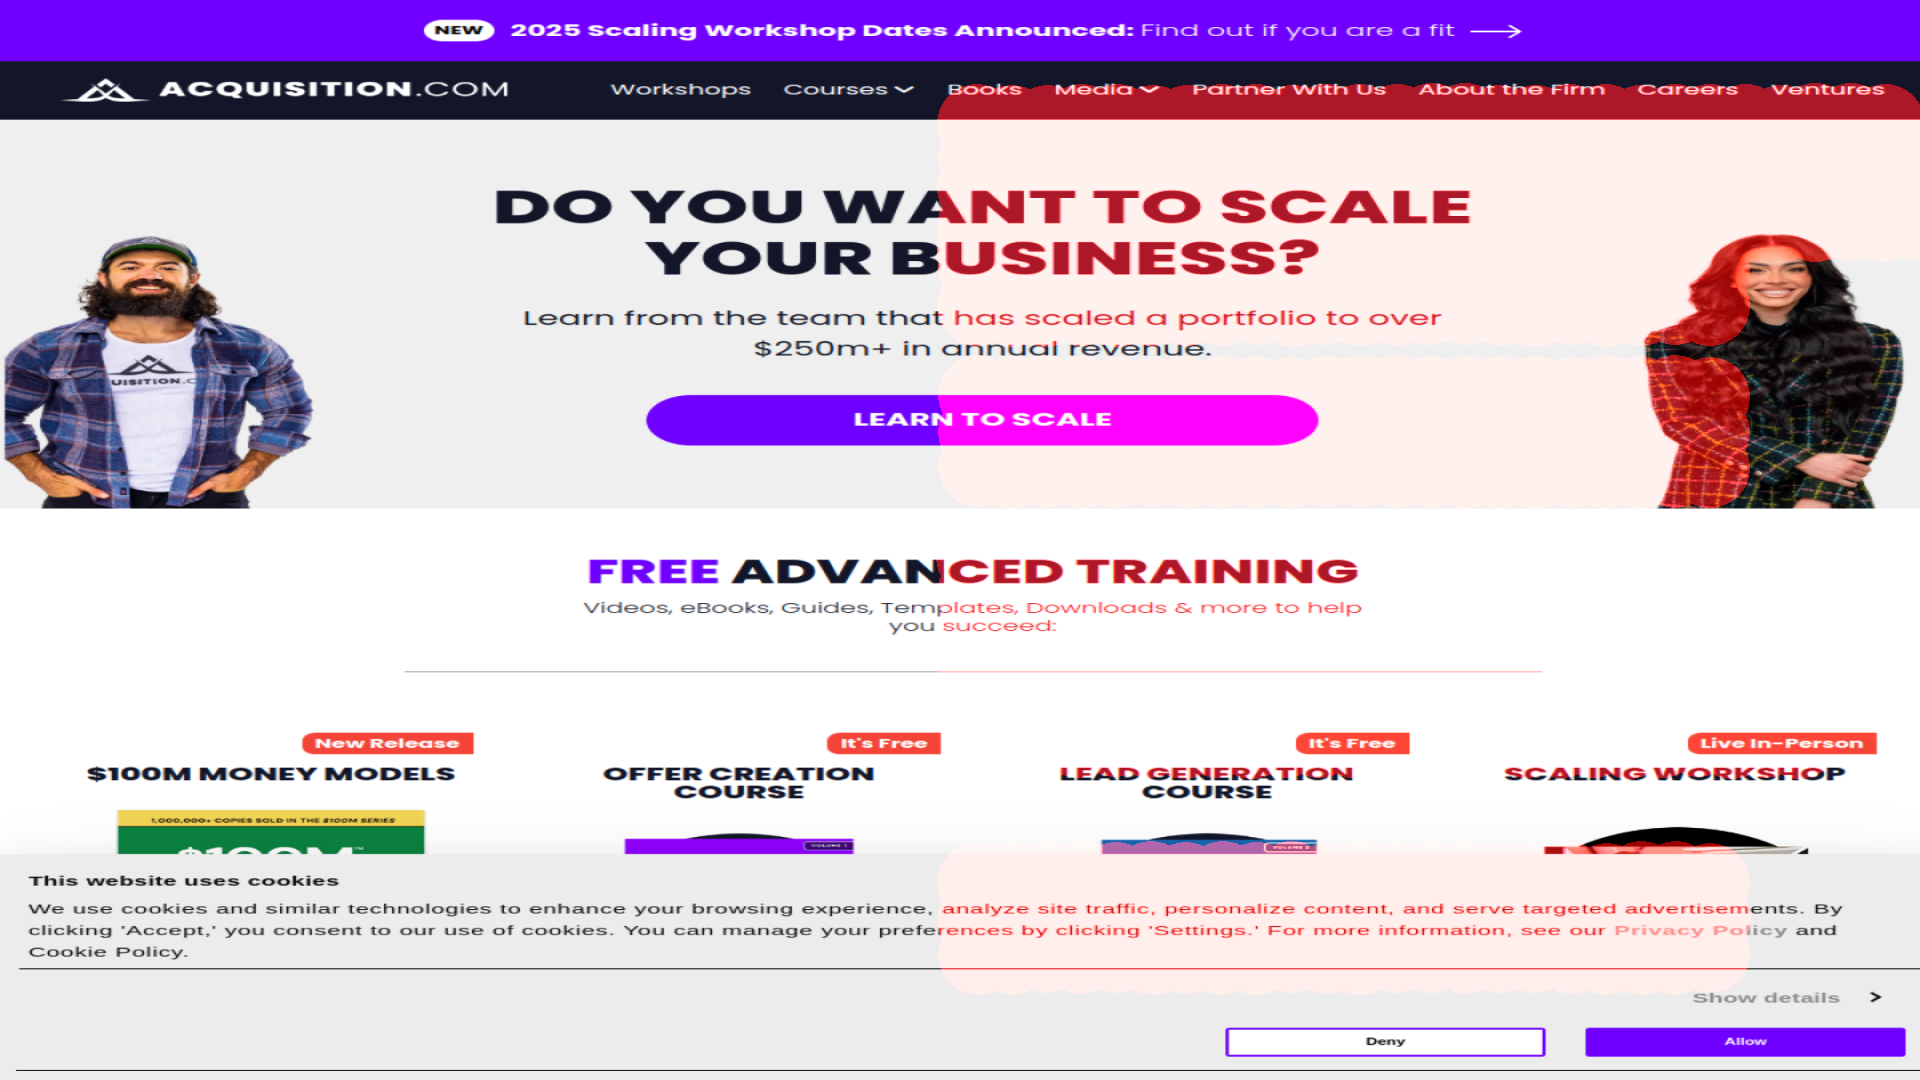 NEW 2025 Scaling Workshop Dates Announced: Find out if you are a fit
ACQUISITION.COM Workshops Courses Books Media Partner With Us About the Firm Careers Ventures
DO YOU WANT TO SCALE
YOUR BUSINESS?
Learn from the team that has scaled a portfolio to over
$250m+ in annual revenue.
UISITION.C
LEARN TO SCALE
FREE ADVANCED TRAINING
Videos, eBooks, Guides, Templates, Downloads & more to help
you succeed:
New Release
$100M MONEY MODELS
1,000,000+ COPIES SOLD IN THE $100M SERIES
$100M™
It's Free
OFFER CREATION
COURSE
VOLUME 1
It's Free
LEAD GENERATION
COURSE
VOLUME 2
Live In-Person
SCALING WORKSHOP
This website uses cookies
We use cookies and similar technologies to enhance your browsing experience, analyze site traffic, personalize content, and serve targeted advertisements. By
clicking 'Accept,' you consent to our use of cookies. You can manage your preferences by clicking 'Settings.' For more information, see our Privacy Policy and
Cookie Policy.
Show details
Deny
Allow